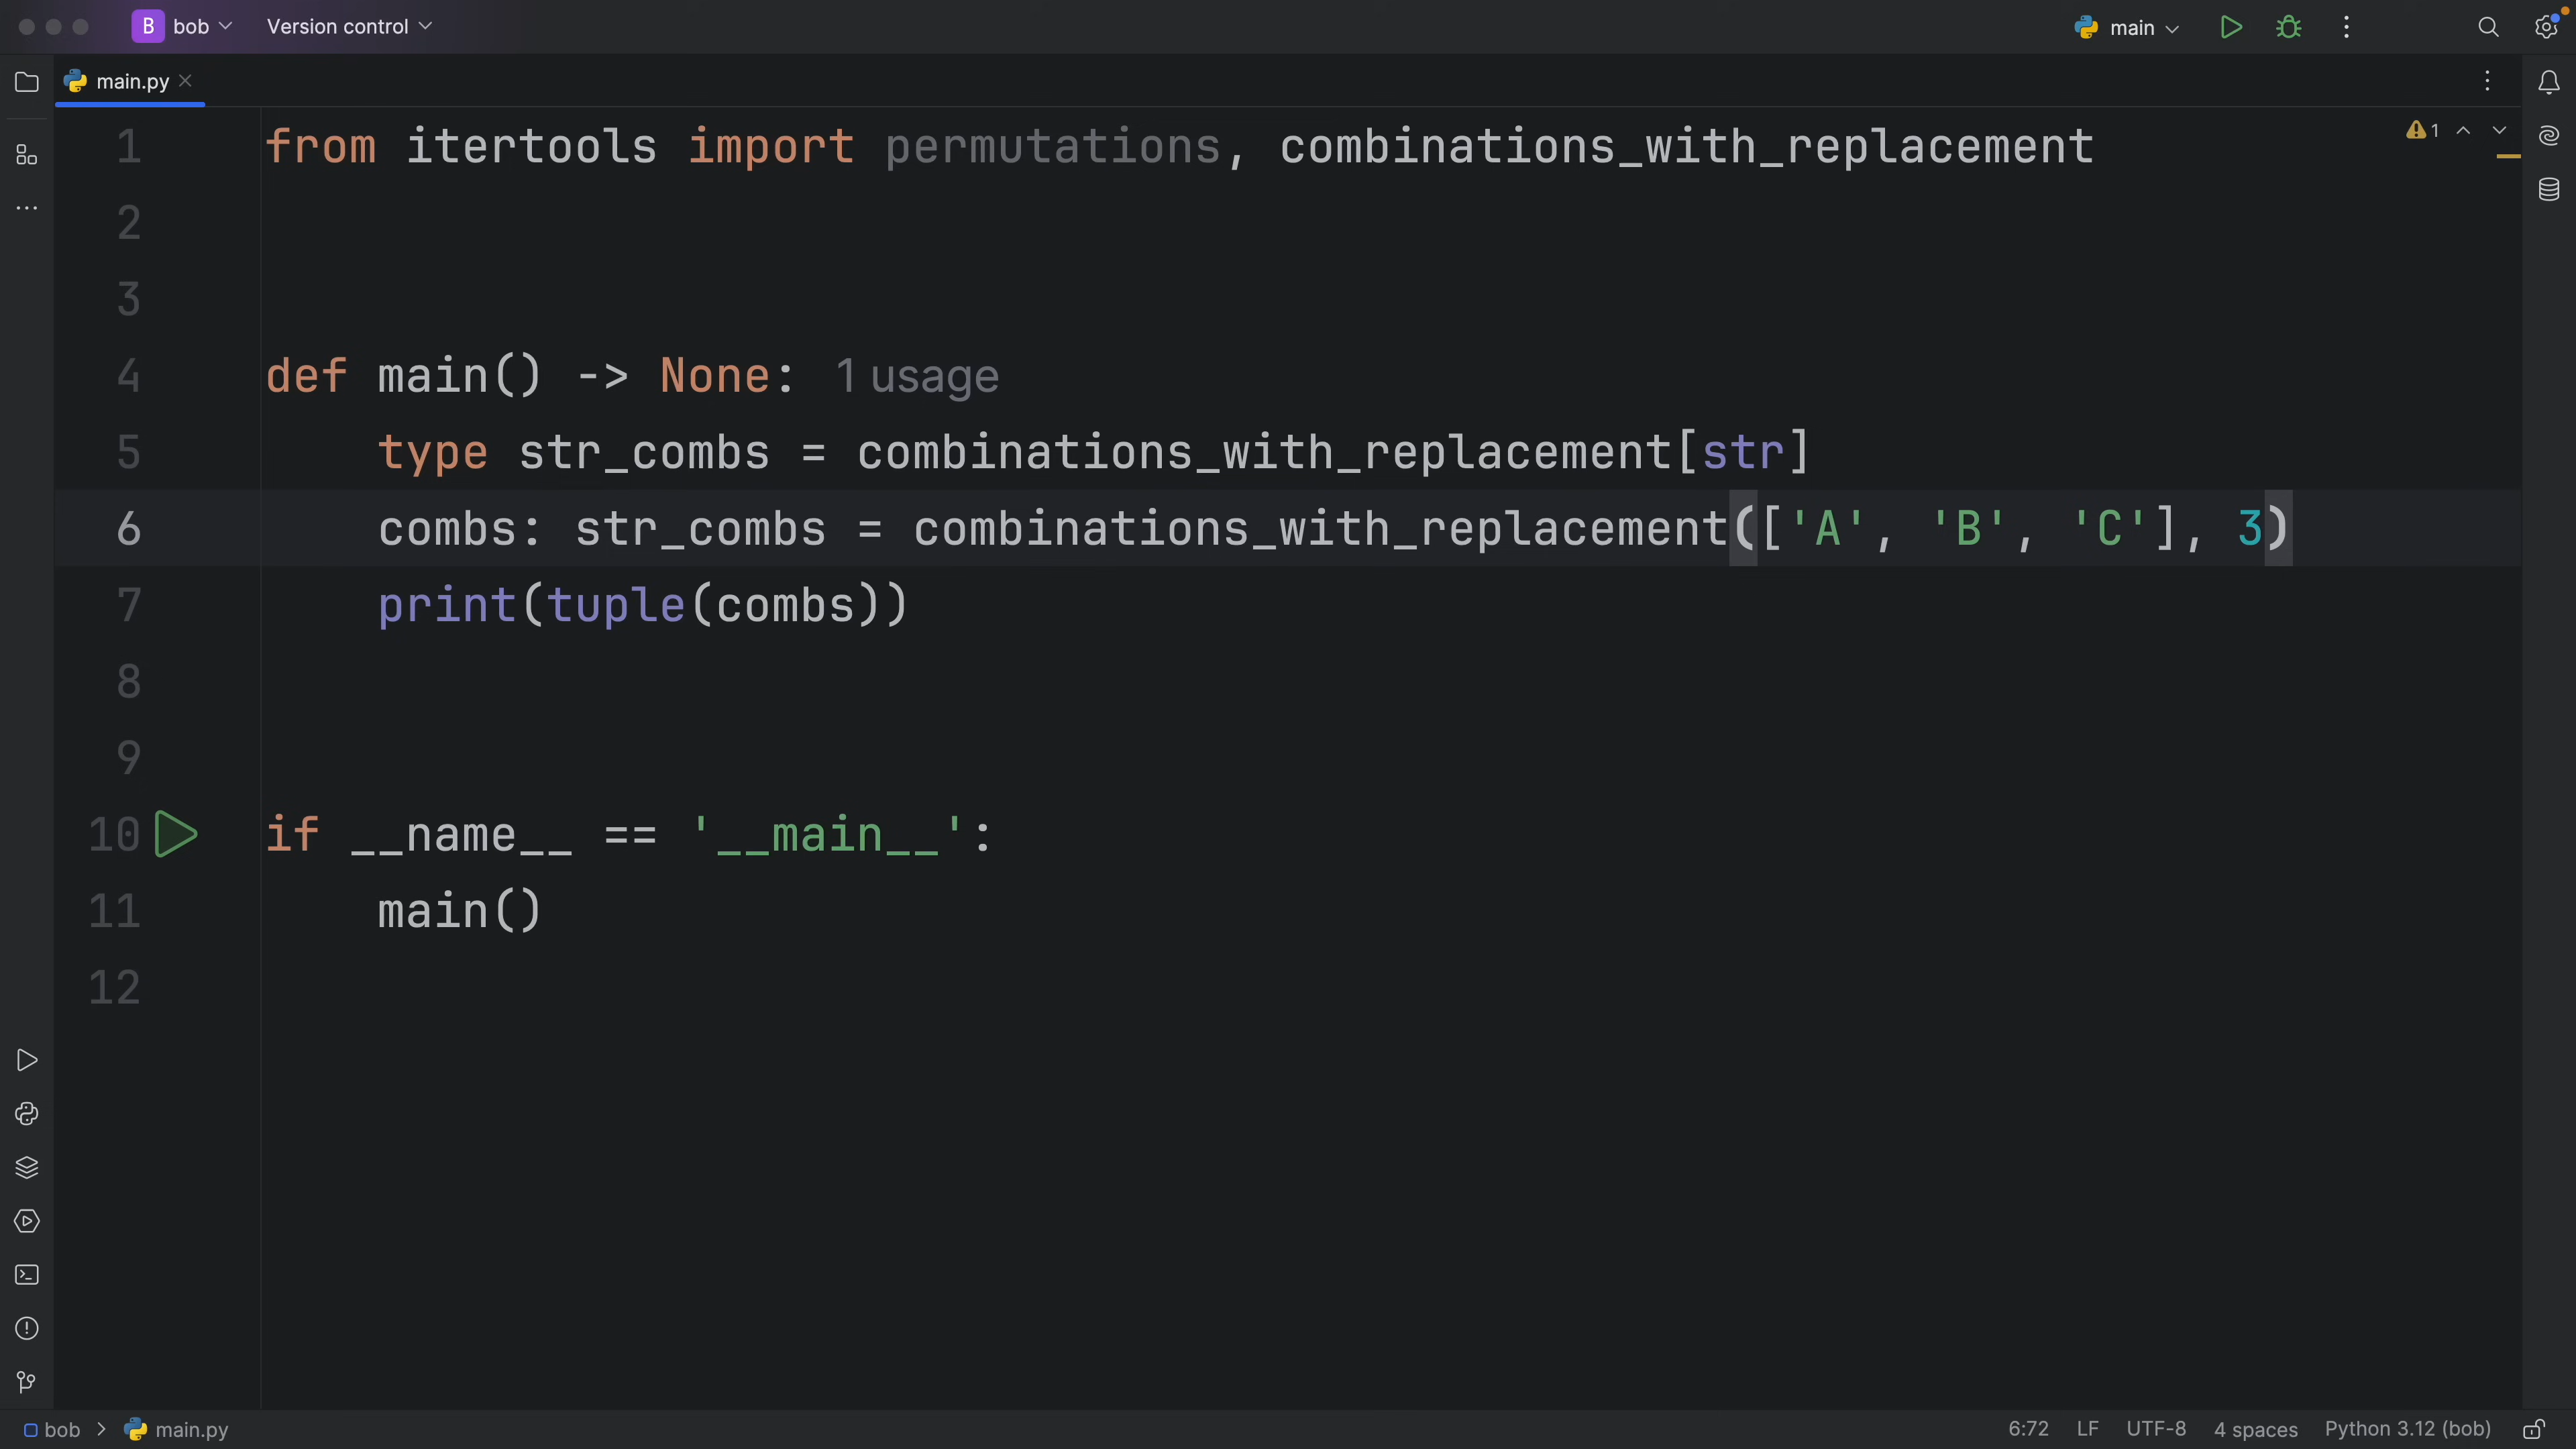 B bob Version control main
main.py
1 from itertools import permutations, combinations_with_replacement
1
2
3
4 def main() -> None: 1 usage
5 type str_combs = combinations_with_replacement[str]
6 combs: str_combs = combinations_with_replacement(['A', 'B', 'C'], 3)
7 print(tuple(combs))
8
9
10 if __name__ == '__main__':
11 main()
12
bob > main.py 6:72 LF UTF-8 4 spaces Python 3.12 (bob)